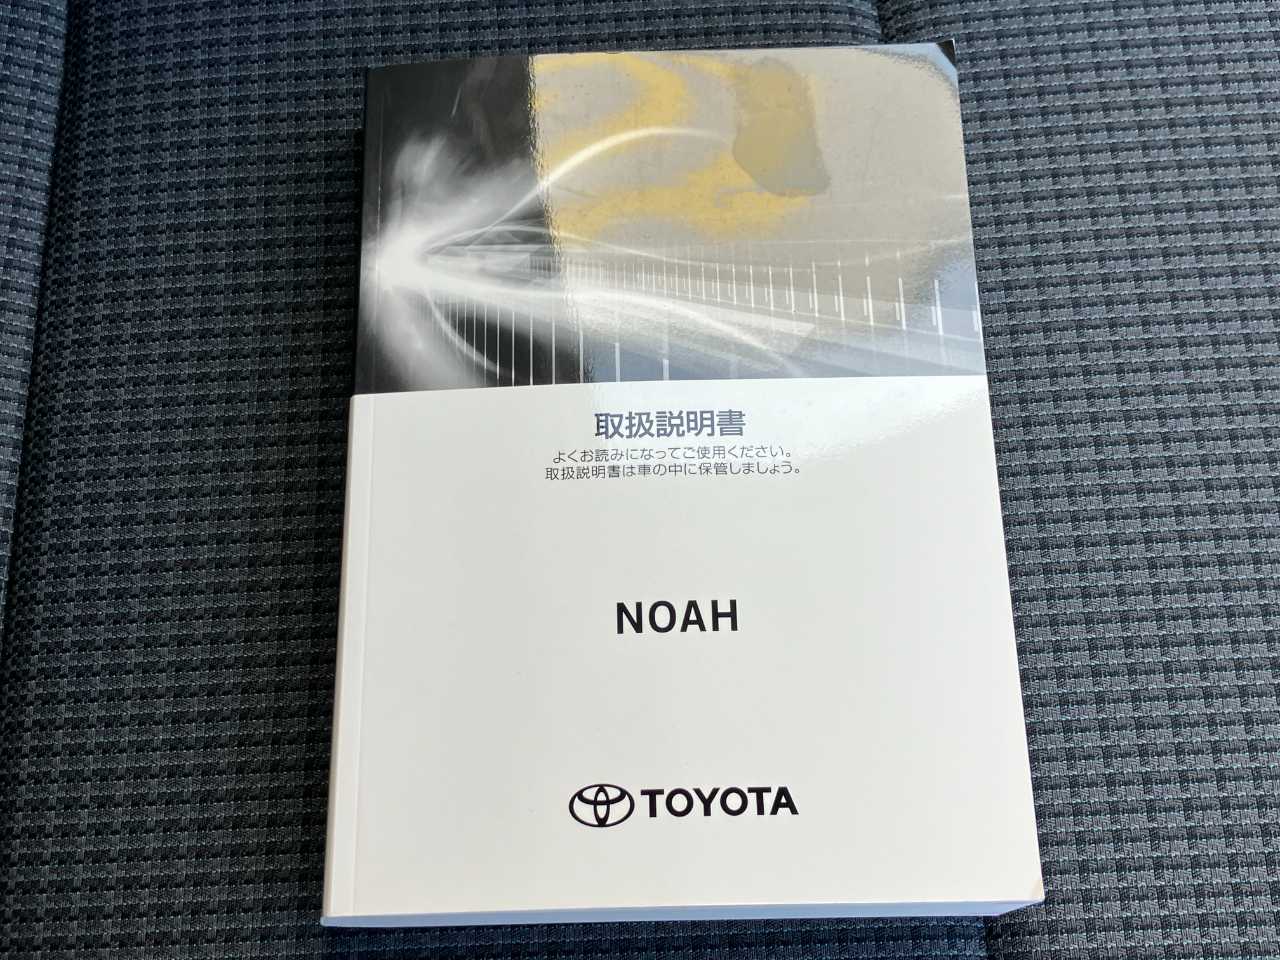 取扱説明書
よくお読みになってご使用ください。
取扱説明書は車の中に保管しましょう。
NOAH
TOYOTA